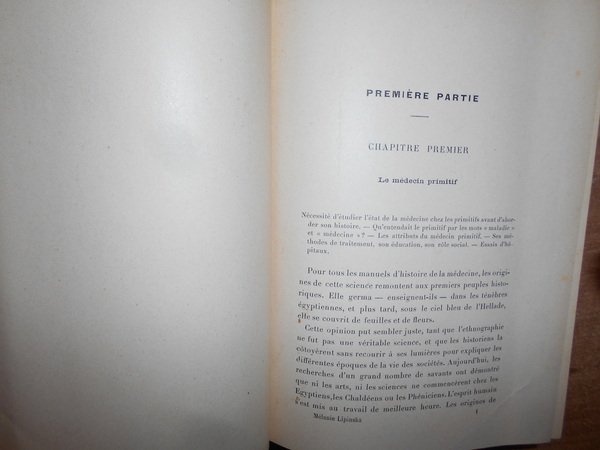 PREMIÈRE PARTIE
CHAPITRE PREMIER
Le médecin primitif
Nécessité d'étudier l'état de la médecine chez les primitifs avant d'abor-
der son histoire. — Qu'entendait le primitif par les mots « maladie »
et « médecine » ? — Les attributs du médecin primitif. — Ses mé-
thodes de traitement, son éducation, son rôle social. — Essais d'hô-
pitaux.
Pour tous les manuels d'histoire de la médecine, les origi-
nes de cette science remontent aux premiers peuples histo-
riques. Elle germa — enseignent-ils — dans les ténèbres
égyptiennes, et plus tard, sous le ciel bleu de l'Hellade,
elle se couvrit de feuilles et de fleurs.
Cette opinion put sembler juste, tant que l'ethnographie
ne fut pas une véritable science, et que les historiens la
côtoyèrent sans recourir à ses lumières pour expliquer les
différentes époques de la vie des sociétés. Aujourd'hui, les
recherches d'un grand nombre de savants ont démontré
que ni les arts, ni les sciences ne commencèrent chez les
Egyptiens, les Chaldéens ou les Phéniciens. L'esprit humain
s'est mis au travail de meilleure heure. Les origines de
Mélanie Lipinska 1